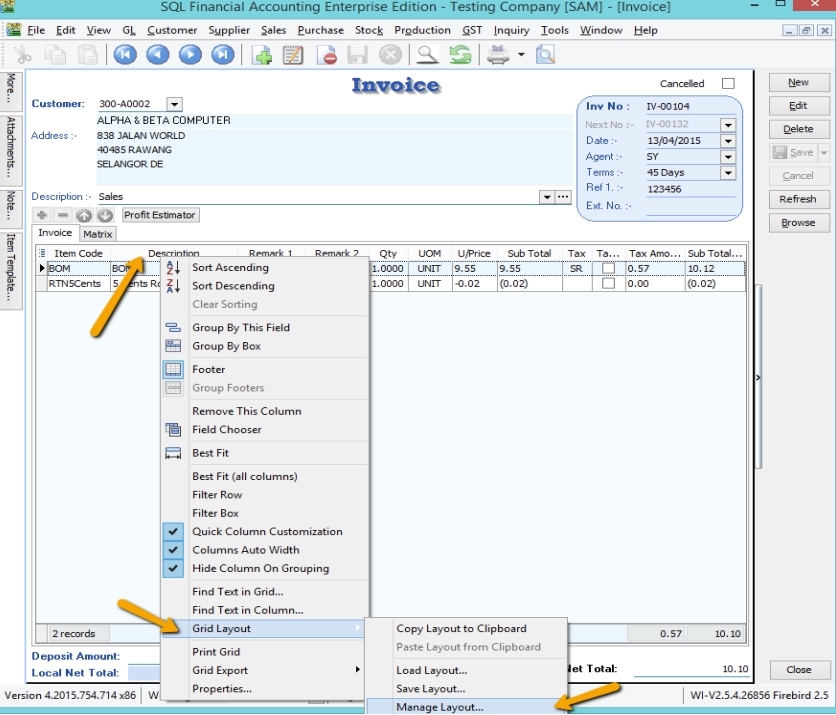 SQL Financial Accounting Enterprise Edition - Testing Company [SAM] - [Invoice]
File Edit View GL Customer Supplier Sales Purchase Stock Production GST Inquiry Tools Window Help
More...
Attachments...
Note...
Item Template...
Invoice
Cancelled
Customer: 300-A0002
ALPHA & BETA COMPUTER
Address :- 838 JALAN WORLD
40485 RAWANG
SELANGOR DE
Description :- Sales
Inv No : IV-00104
Next No :- IV-00132
Date :- 13/04/2015
Agent :- SY
Terms :- 45 Days
Ref 1. :- 123456
Ext. No. :-
New
Edit
Delete
Save
Cancel
Refresh
Browse
Profit Estimator
Invoice Matrix
Item Code Description Remark 1 Remark 2 Qty UOM U/Price Sub Total Tax Ta... Tax Amo... Sub Total...
BOM 1.0000 UNIT 9.55 9.55 SR 0.57 10.12
RTN5Cents 1.0000 UNIT -0.02 (0.02) 0.00 (0.02)
Sort Ascending
Sort Descending
Clear Sorting
Group By This Field
Group By Box
Footer
Group Footers
Remove This Column
Field Chooser
Best Fit
Best Fit (all columns)
Filter Row
Filter Box
Quick Column Customization
Columns Auto Width
Hide Column On Grouping
Find Text in Grid...
Find Text in Column...
Grid Layout
Print Grid
Grid Export
Properties...
Copy Layout to Clipboard
Paste Layout from Clipboard
Load Layout...
Save Layout...
Manage Layout...
2 records 0.57 10.10
Deposit Amount:
Local Net Total: Net Total: 10.10
Close
Version 4.2015.754.714 x86 WI-V2.5.4.26856 Firebird 2.5